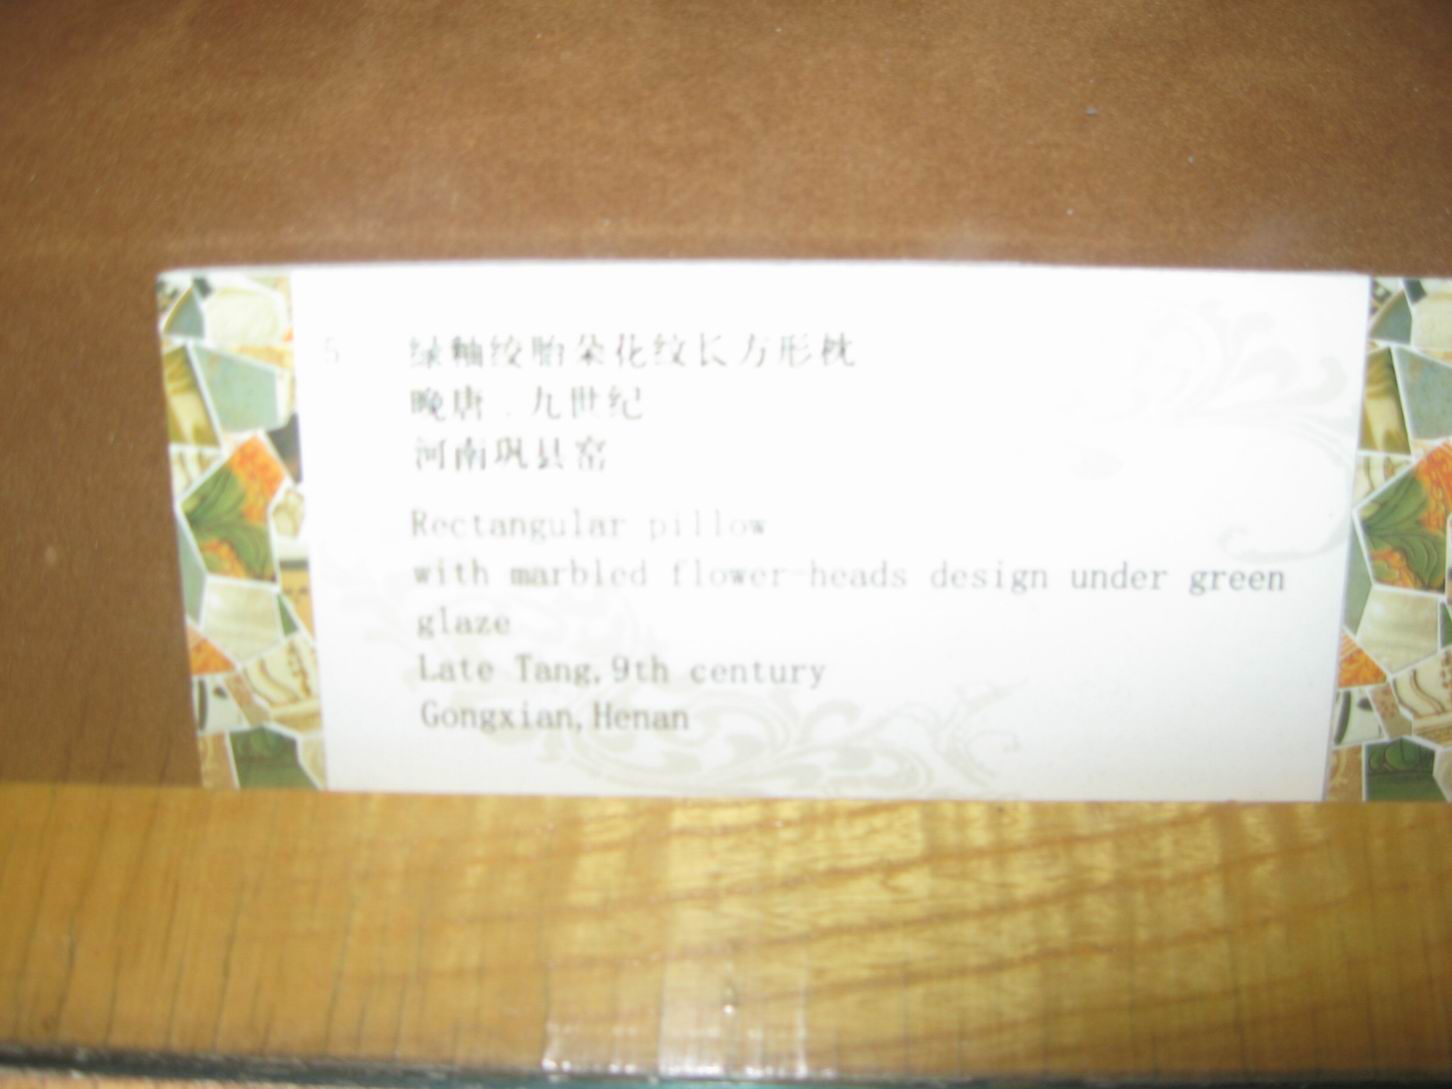 5 绿釉绞胎朵花纹长方形枕
晚唐.九世纪
河南巩县窑
Rectangular pillow
with marbled flower-heads design under green
glaze
Late Tang,9th century
Gongxian,Henan